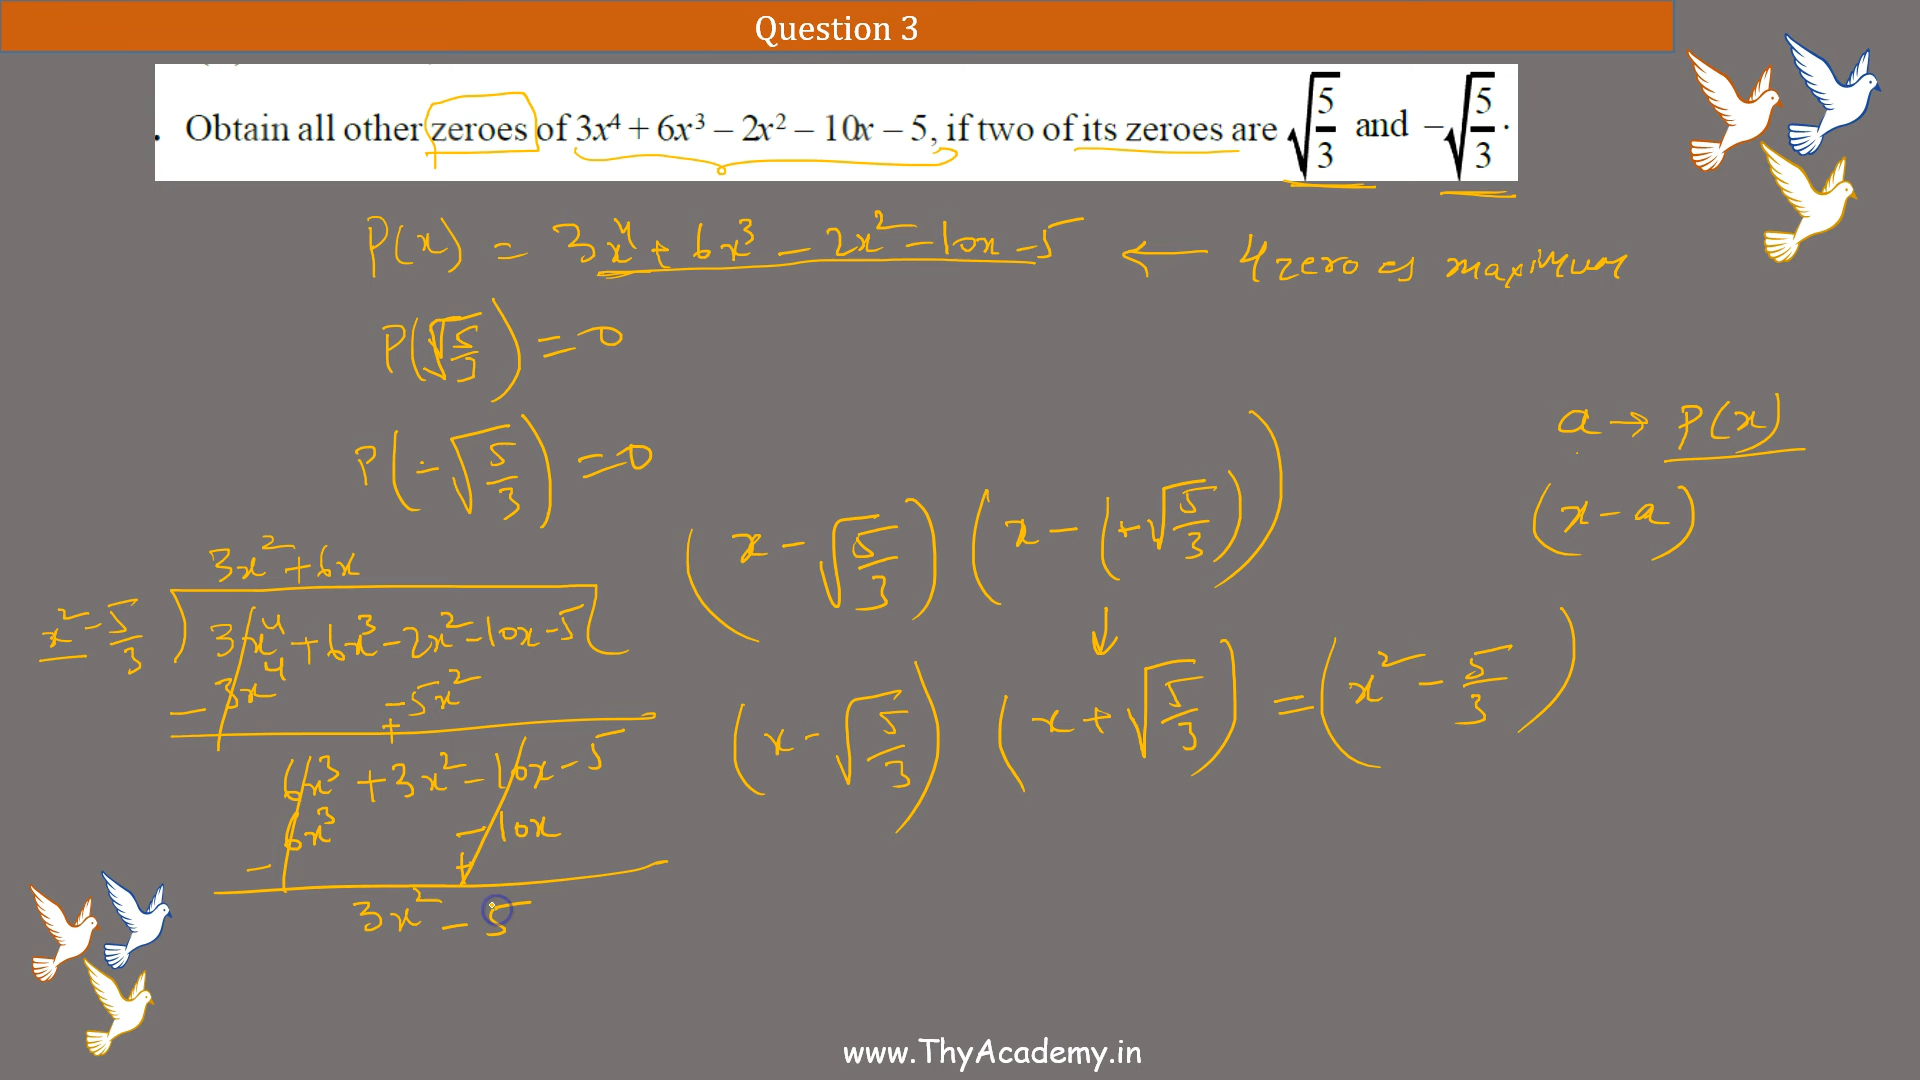 Question 3
. Obtain all other zeroes of 3x⁴ + 6x³ – 2x² – 10x – 5, if two of its zeroes are √(5/3) and –√(5/3).
P(x) = 3x⁴ + 6x³ – 2x² – 10x – 5 ← 4 zeroes maximum
P(√(5/3)) = 0
P(–√(5/3)) = 0
a → P(x)
(x – a)
(x – √(5/3)) (x – (–√(5/3)))
↓
(x – √(5/3)) (x + √(5/3)) = (x² – 5/3)
3x² + 6x
x² – 5/3 ) 3x⁴ + 6x³ – 2x² – 10x – 5 (
3x⁴ – 5x²
– +
6x³ + 3x² – 10x – 5
6x³ – 10x
– +
3x² – 5
www.ThyAcademy.in